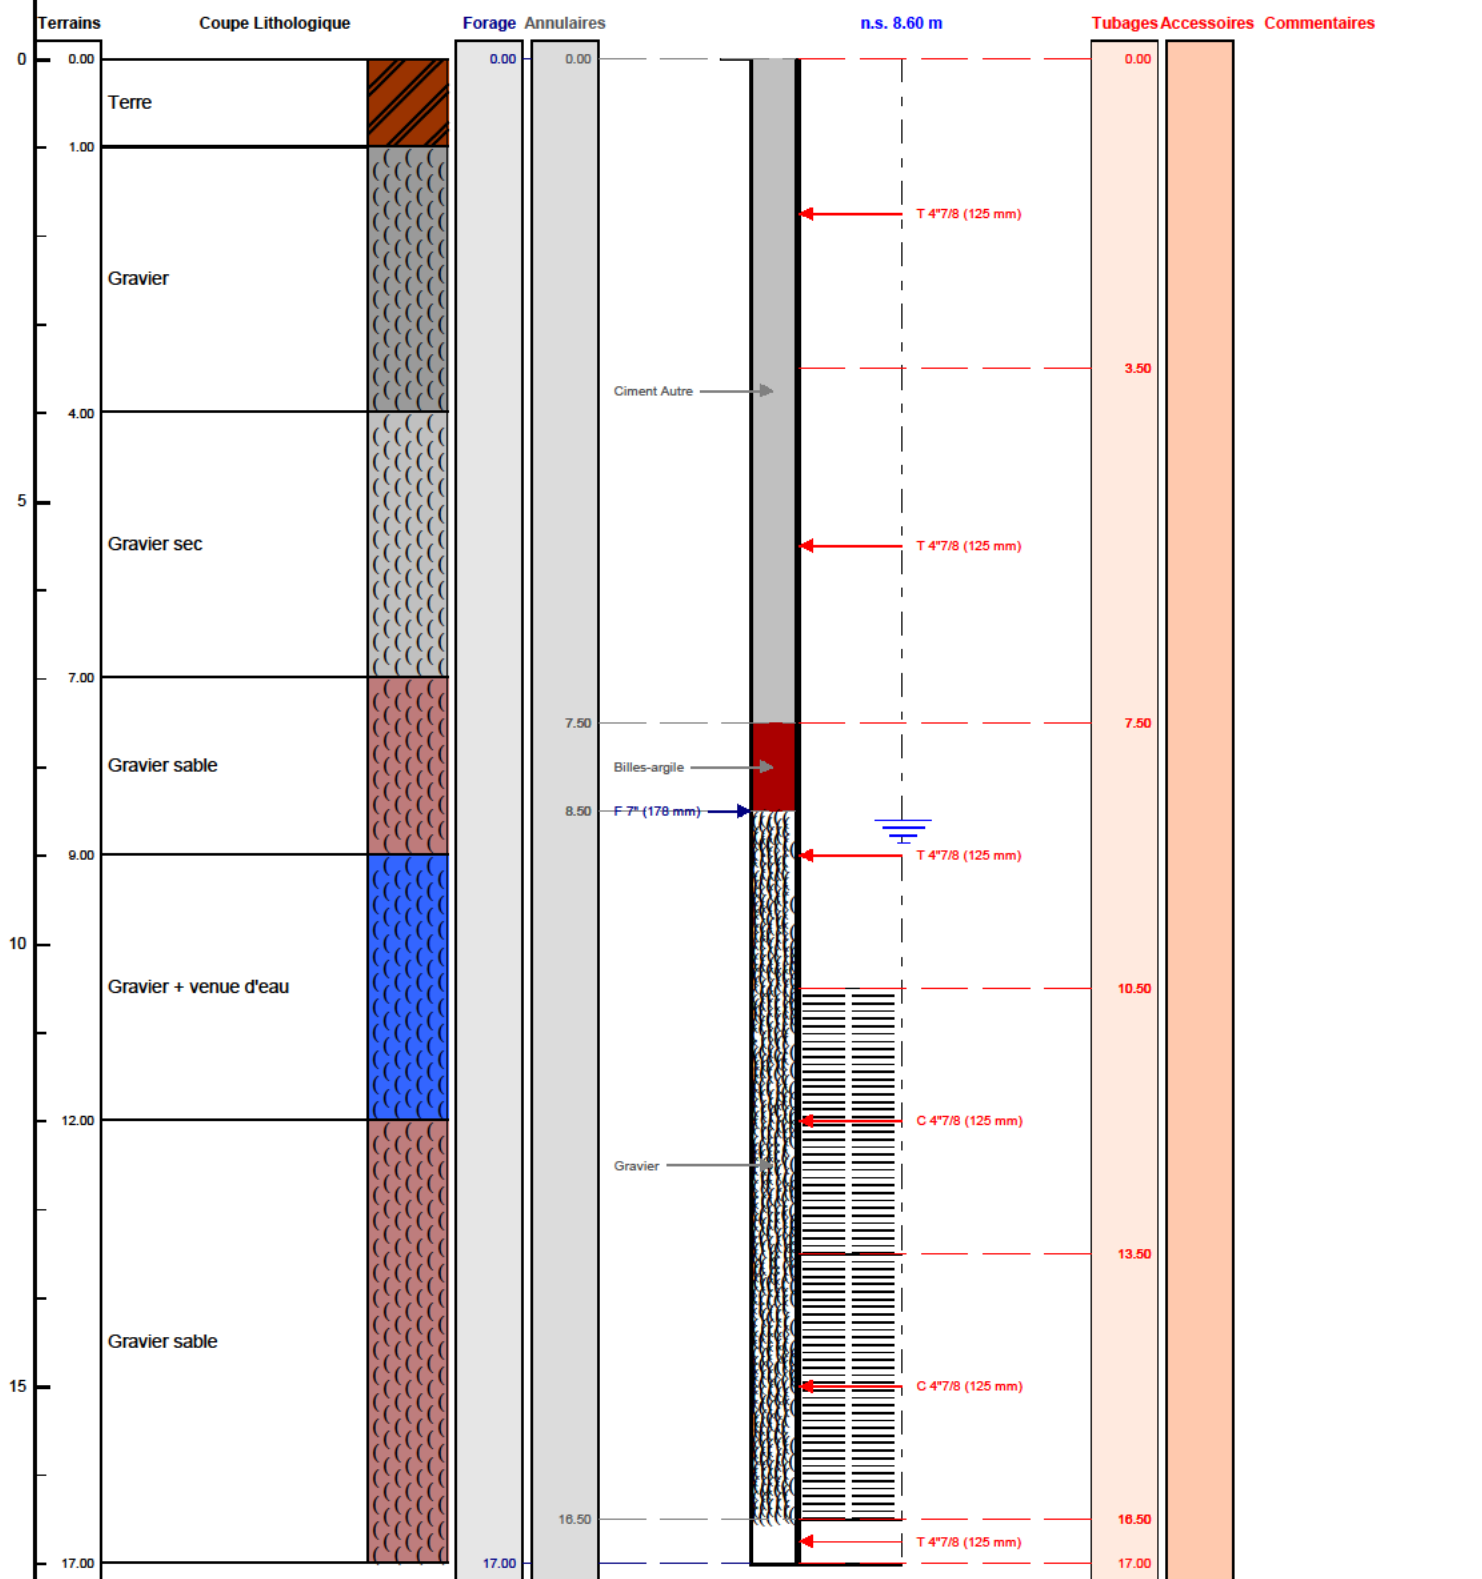 Terrains Coupe Lithologique Forage Annulaires n.s. 8.60 m Tubages Accessoires Commentaires
0 0.00 0.00 0.00 0.00
Terre
1.00
T 4"7/8 (125 mm)
Gravier
3.50
Ciment Autre
4.00
5
Gravier sec
T 4"7/8 (125 mm)
7.00
7.50 7.50
Gravier sable
Billes-argile
8.50 F 7" (178 mm)
9.00 T 4"7/8 (125 mm)
10
Gravier + venue d'eau
10.50
12.00 C 4"7/8 (125 mm)
Gravier
13.50
Gravier sable
15 C 4"7/8 (125 mm)
16.50 16.50
T 4"7/8 (125 mm)
17.00 17.00 17.00